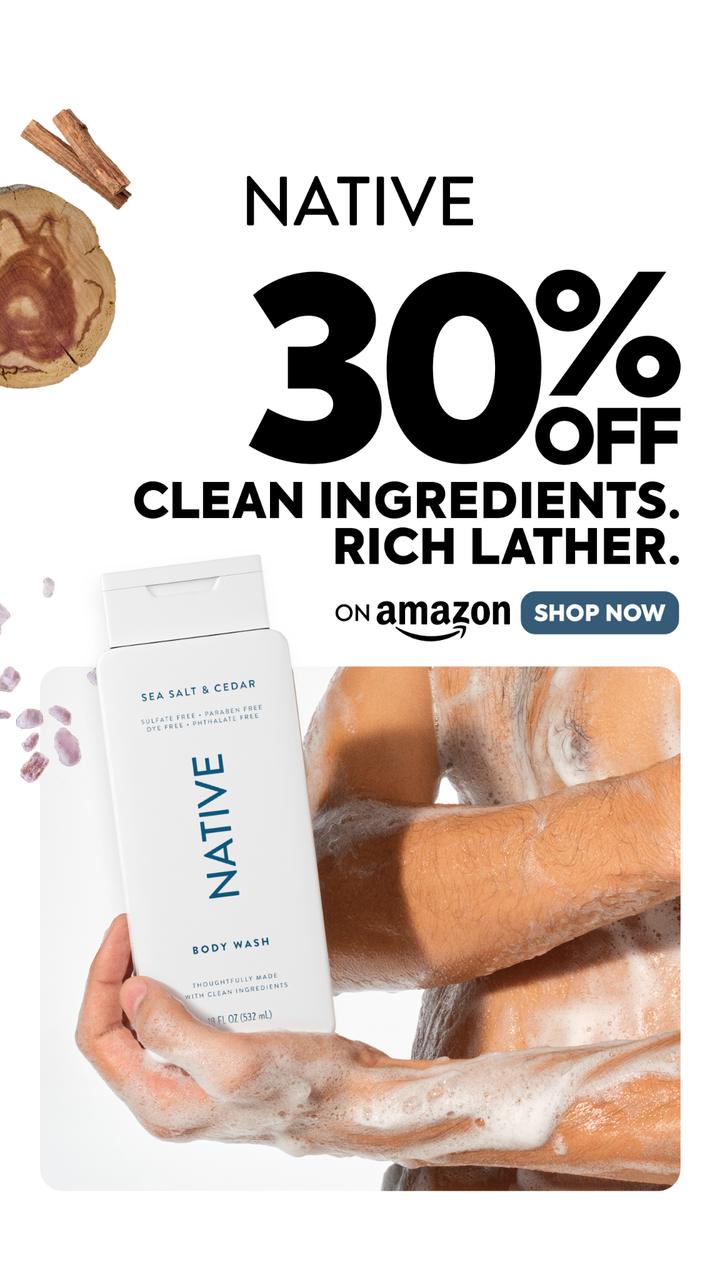 NATIVE
30%
OFF
CLEAN INGREDIENTS.
RICH LATHER.
ON amazon SHOP NOW
SEA SALT & CEDAR
SULFATE FREE • PARABEN FREE
DYE FREE • PHTHALATE FREE
NATIVE
BODY WASH
THOUGHTFULLY MADE
WITH CLEAN INGREDIENTS
18 FL OZ (532 mL)